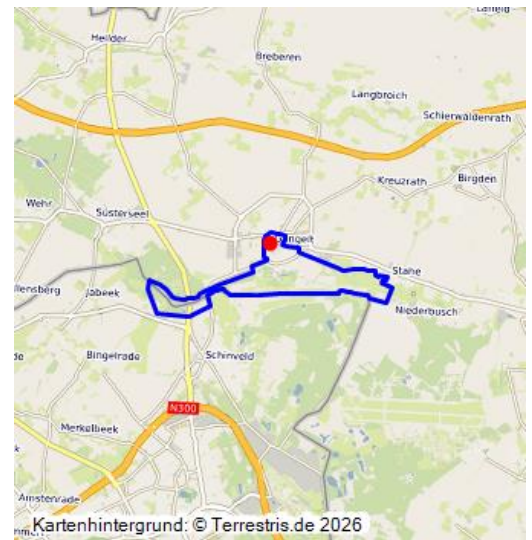 Heilder
Breberen
Langbroich
Schierwaldenrath
Kreuzrath
Birgden
Wehr
Süsterseel
Stahe
Jabeek
Niederbusch
Bingelrade
Schinveld
N300
Merkelbeek
Amstenrade
Kartenhintergrund: © Terrestris.de 2026